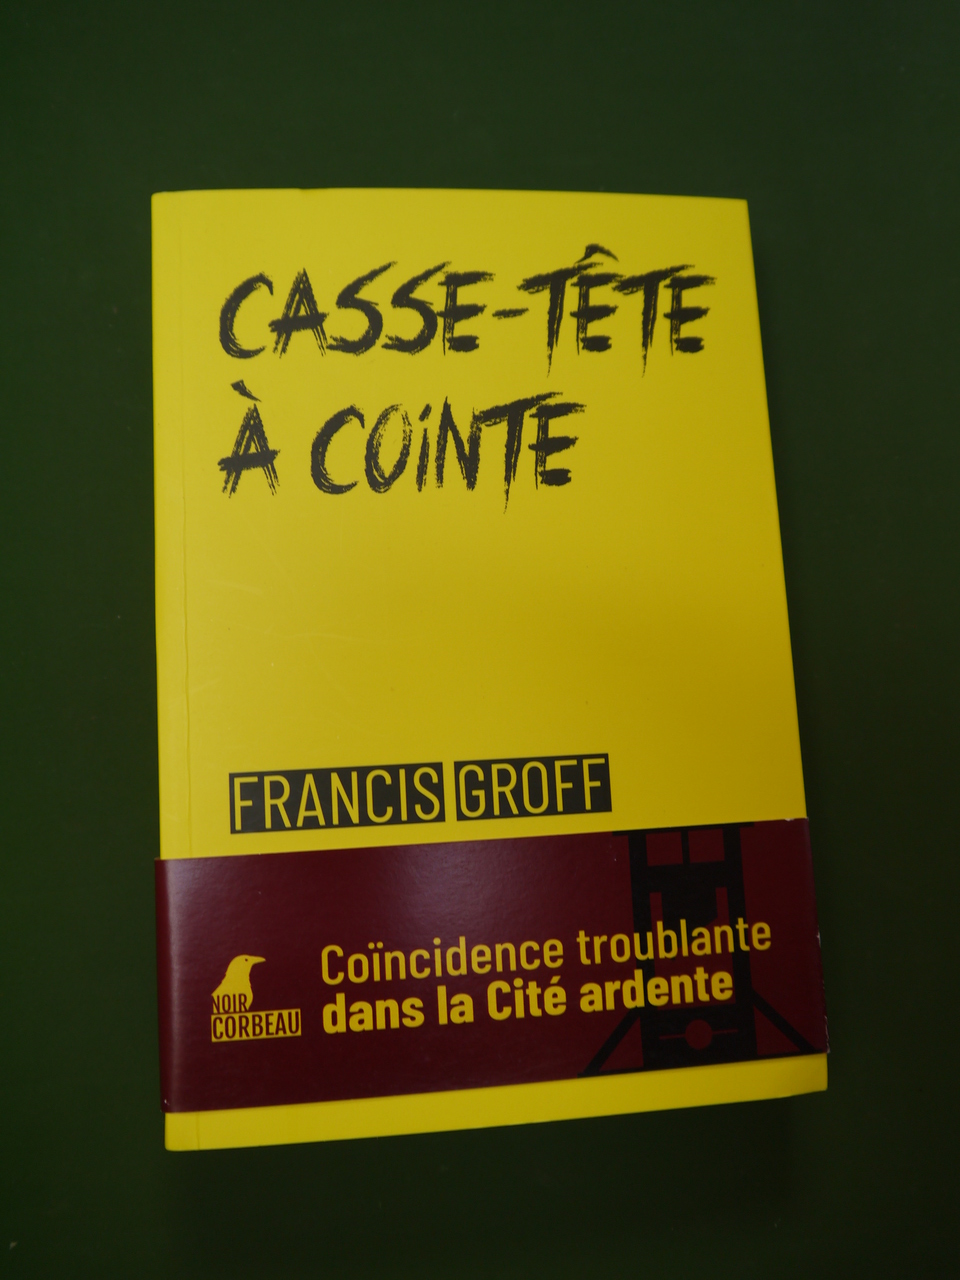 CASSE-TÊTE
À COiNTE
FRANCIS GROFF
Coïncidence troublante
dans la Cité ardente
NOIR
CORBEAU